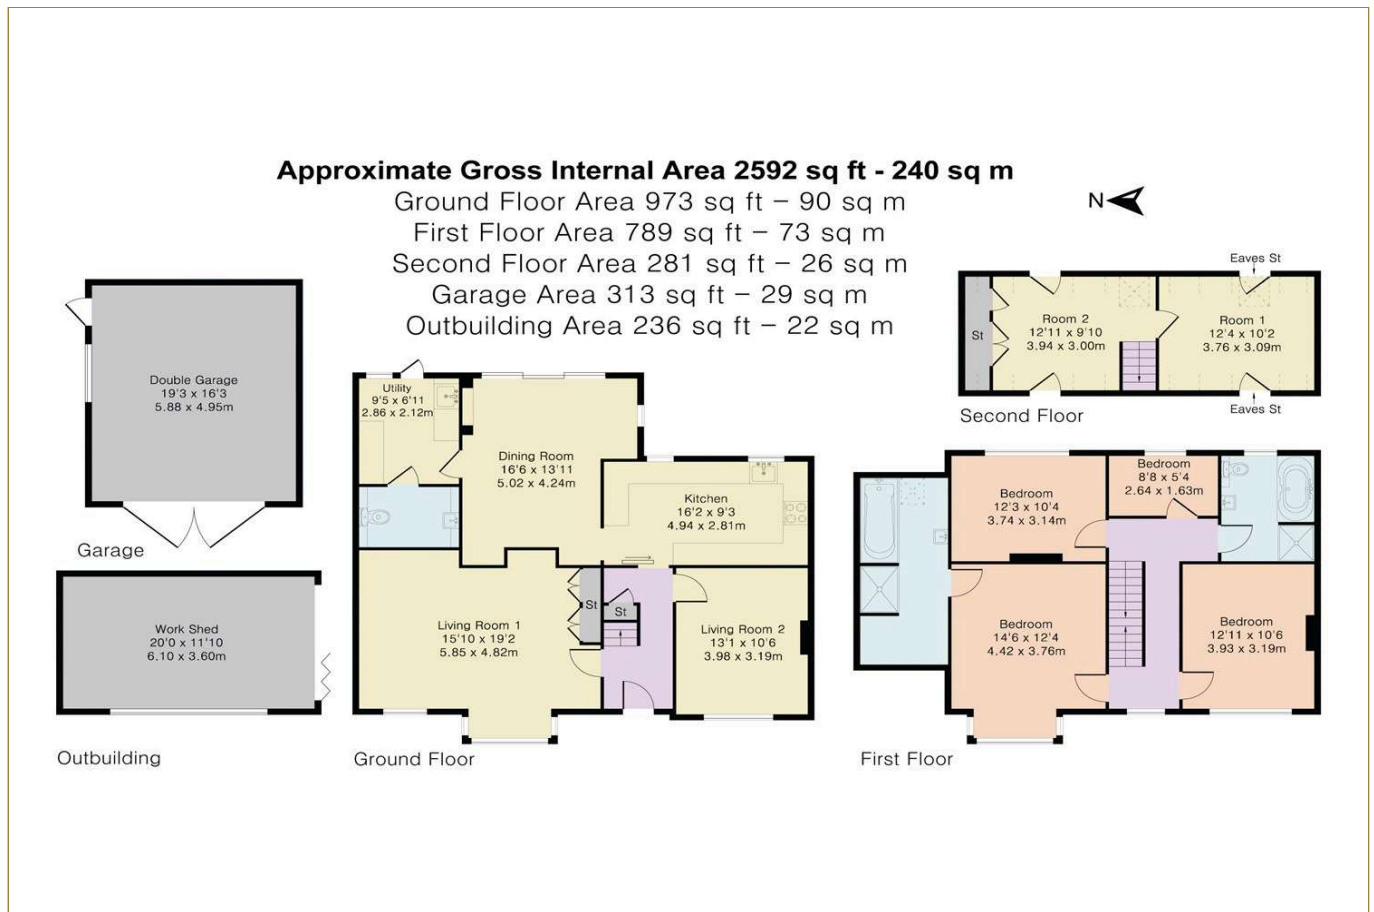 Approximate Gross Internal Area 2592 sq ft - 240 sq m
Ground Floor Area 973 sq ft – 90 sq m
First Floor Area 789 sq ft – 73 sq m
Second Floor Area 281 sq ft – 26 sq m
Garage Area 313 sq ft – 29 sq m
Outbuilding Area 236 sq ft – 22 sq m
N
Double Garage
19'3 x 16'3
5.88 x 4.95m
Garage
Work Shed
20'0 x 11'10
6.10 x 3.60m
Outbuilding
Utility
9'5 x 6'11
2.86 x 2.12m
Dining Room
16'6 x 13'11
5.02 x 4.24m
Kitchen
16'2 x 9'3
4.94 x 2.81m
Living Room 1
15'10 x 19'2
5.85 x 4.82m
St
St
Living Room 2
13'1 x 10'6
3.98 x 3.19m
Ground Floor
Eaves St
St
Room 2
12'11 x 9'10
3.94 x 3.00m
Room 1
12'4 x 10'2
3.76 x 3.09m
Eaves St
Second Floor
Bedroom
12'3 x 10'4
3.74 x 3.14m
Bedroom
8'8 x 5'4
2.64 x 1.63m
Bedroom
14'6 x 12'4
4.42 x 3.76m
Bedroom
12'11 x 10'6
3.93 x 3.19m
First Floor